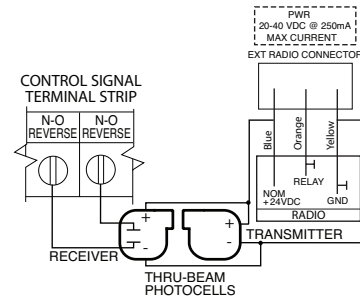 PWR
20-40 VDC @ 250mA
MAX CURRENT
EXT RADIO CONNECTOR
CONTROL SIGNAL
TERMINAL STRIP
N-O
REVERSE
N-O
REVERSE
Blue
Orange
Yellow
RELAY
NOM
+24VDC
GND
RADIO
+
-
+
-
TRANSMITTER
RECEIVER
THRU-BEAM
PHOTOCELLS